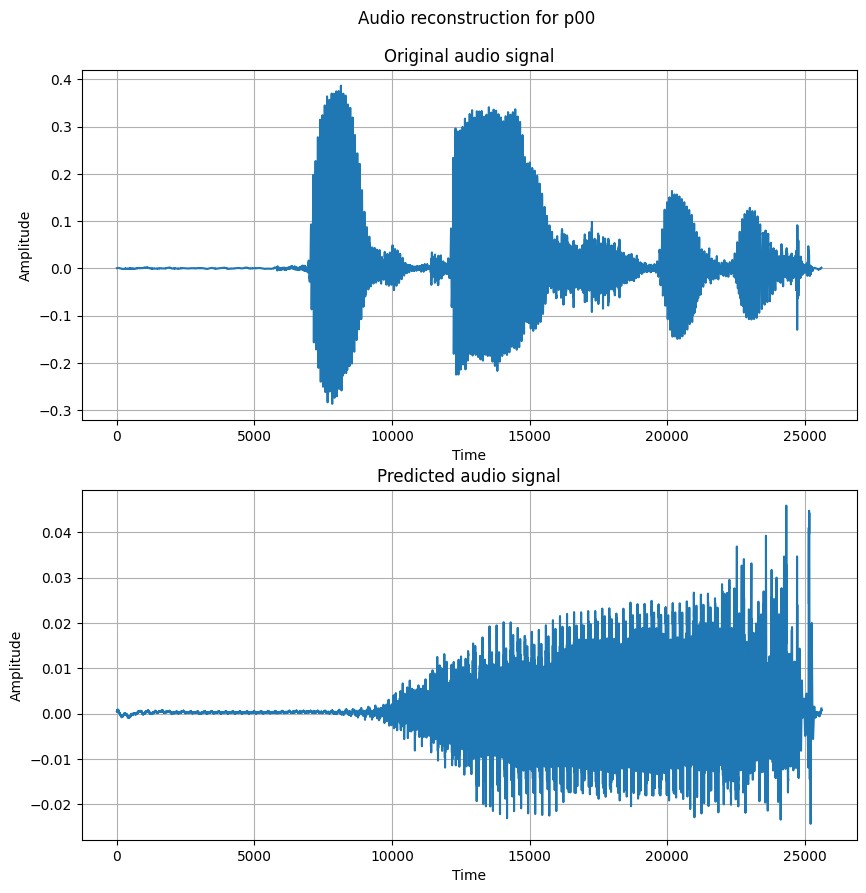 Audio reconstruction for p00
Original audio signal
0.4
0.3
0.2
0.1
0.0
−0.1
−0.2
−0.3
Amplitude
0 5000 10000 15000 20000 25000
Time
Predicted audio signal
0.04
0.03
0.02
0.01
0.00
−0.01
−0.02
Amplitude
0 5000 10000 15000 20000 25000
Time